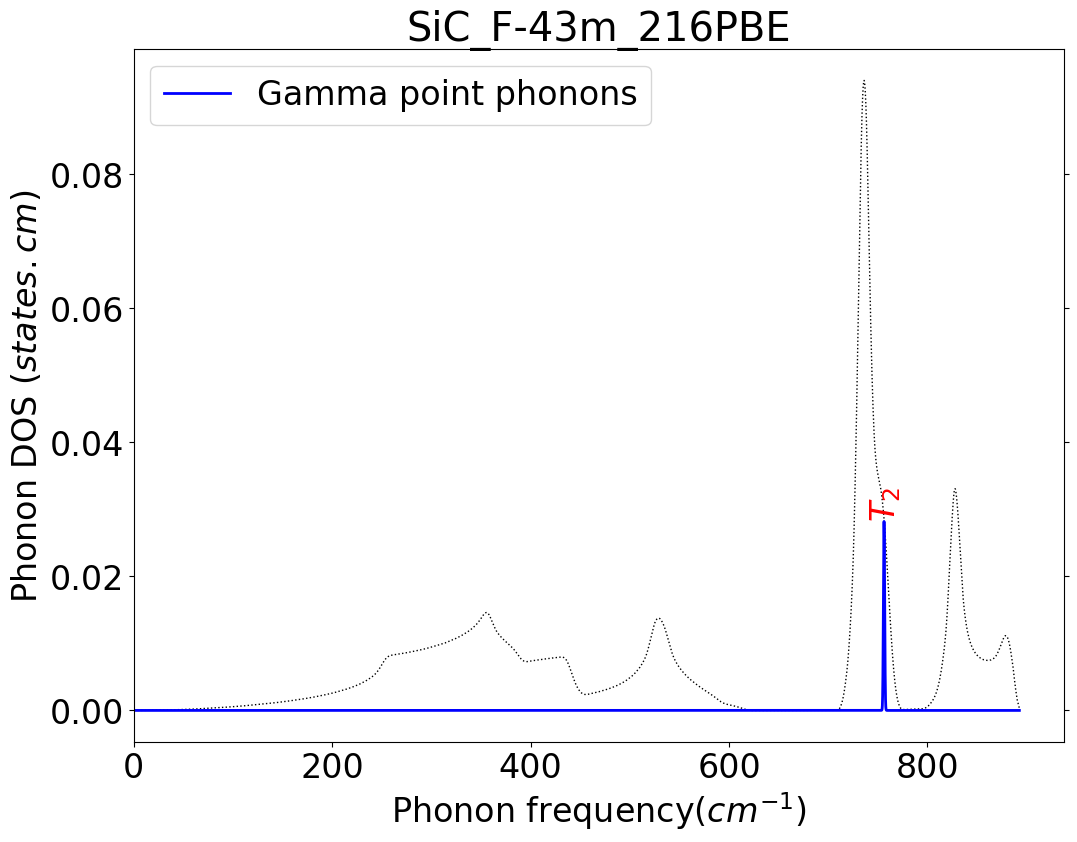 SiC_F-43m_216PBE
Gamma point phonons
Phonon DOS (states.cm)
0.08
0.06
0.04
0.02
0.00
T₂
0 200 400 600 800
Phonon frequency(cm⁻¹)